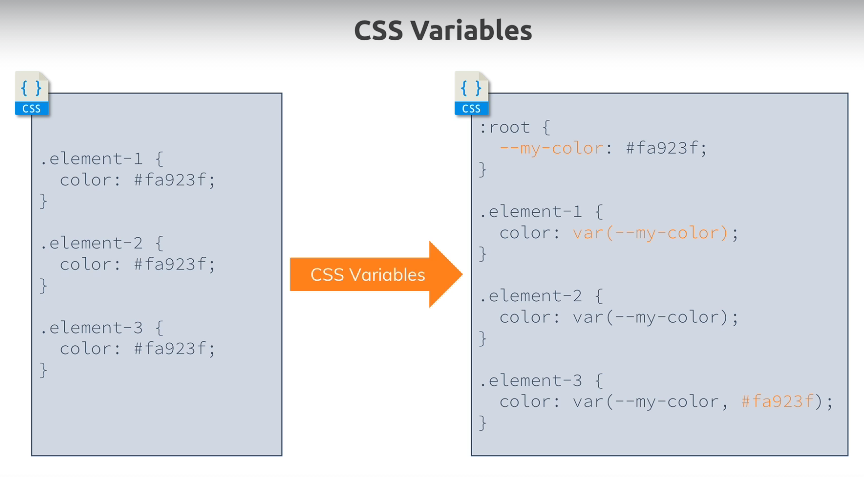 CSS Variables
{ }
CSS
.element-1 {
  color: #fa923f;
}
.element-2 {
  color: #fa923f;
}
.element-3 {
  color: #fa923f;
}
CSS Variables
{ }
CSS
:root {
  --my-color: #fa923f;
}
.element-1 {
  color: var(--my-color);
}
.element-2 {
  color: var(--my-color);
}
.element-3 {
  color: var(--my-color, #fa923f);
}